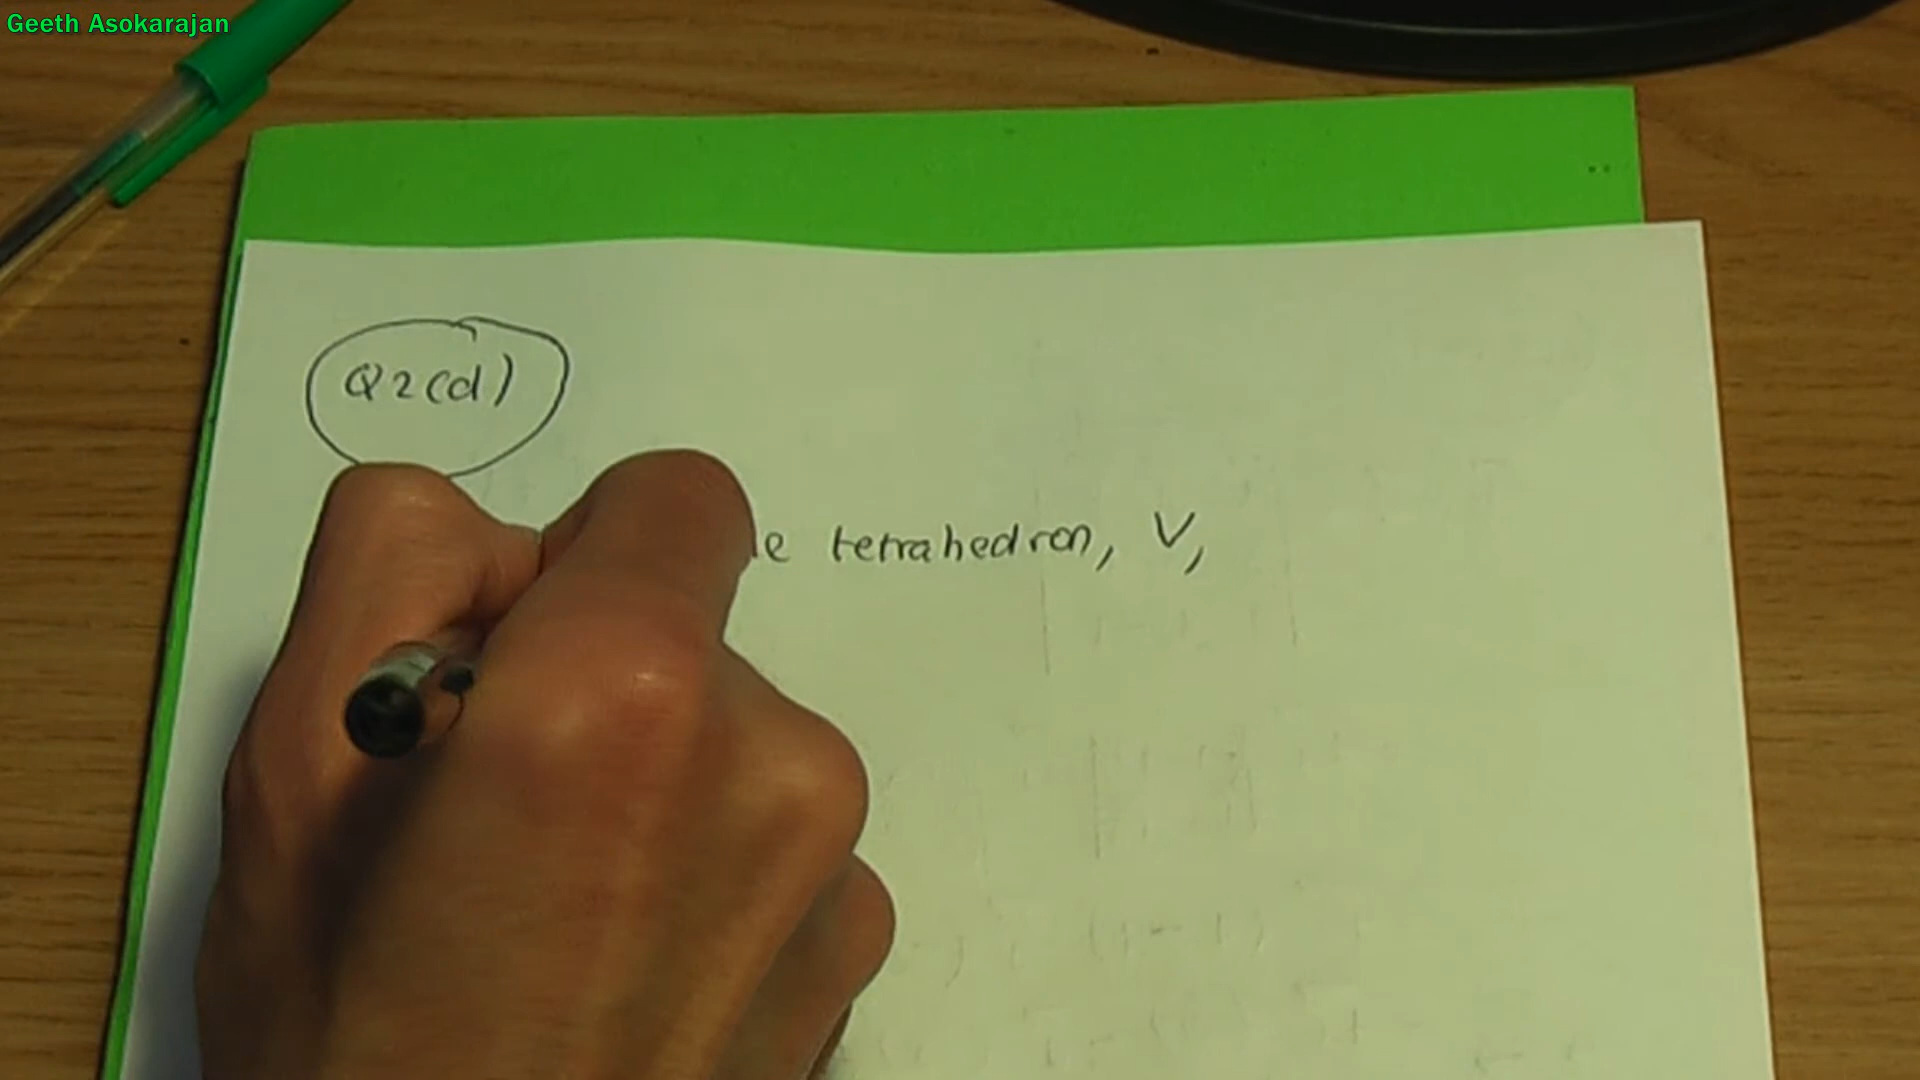 Geeth Asokarajan
Q2(d)
tetrahedron, V,